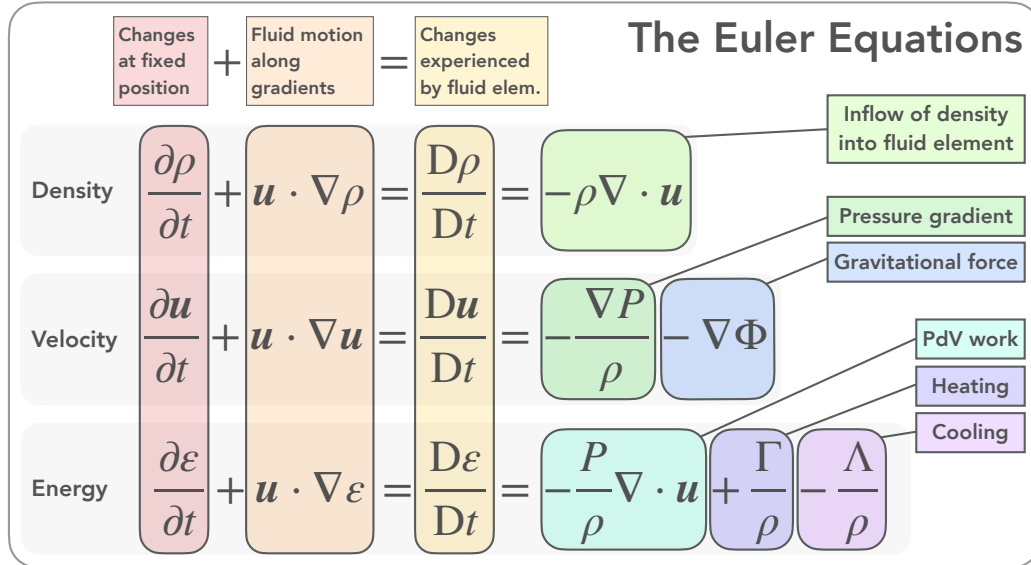 The Euler Equations
Changes
at fixed
position
+
Fluid motion
along
gradients
=
Changes
experienced
by fluid elem.
Inflow of density
into fluid element
Density ∂ρ/∂t + u · ∇ρ = Dρ/Dt = −ρ∇ · u
Pressure gradient
Gravitational force
Velocity ∂u/∂t + u · ∇u = Du/Dt = −∇P/ρ − ∇Φ
PdV work
Heating
Cooling
Energy ∂ε/∂t + u · ∇ε = Dε/Dt = −P/ρ ∇ · u + Γ/ρ − Λ/ρ